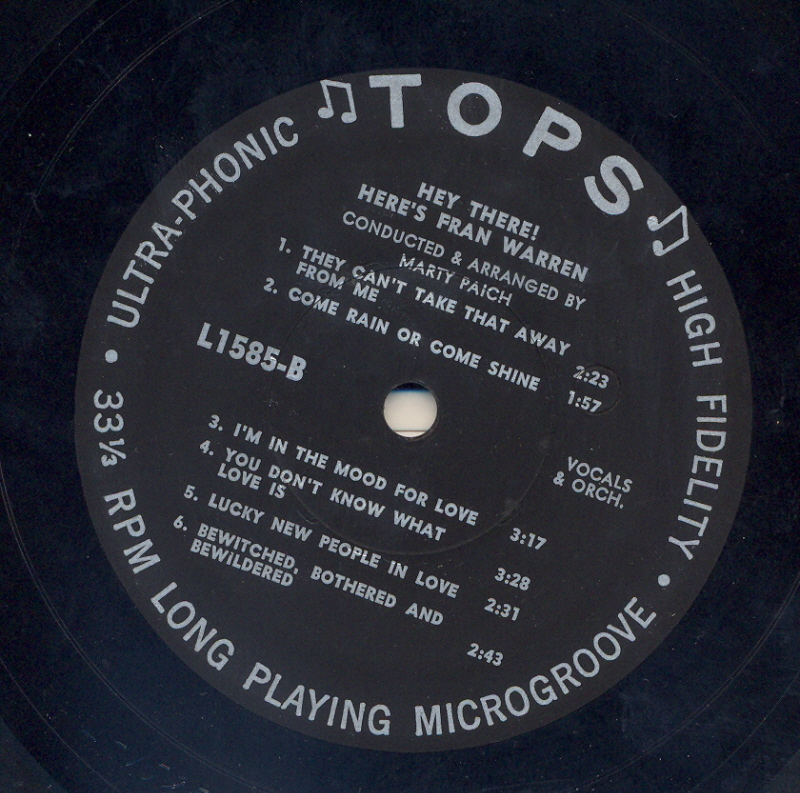 TOPS
HEY THERE!
HERE'S FRAN WARREN
CONDUCTED & ARRANGED BY
MARTY PAICH
1. THEY CAN'T TAKE THAT AWAY
FROM ME 2:23
2. COME RAIN OR COME SHINE 1:57
L1585-B
VOCALS
& ORCH.
3. I'M IN THE MOOD FOR LOVE 3:17
4. YOU DON'T KNOW WHAT
LOVE IS 3:28
5. LUCKY NEW PEOPLE IN LOVE 2:31
6. BEWITCHED, BOTHERED AND
BEWiLDERED 2:43
ULTRA-PHONIC
HIGH FIDELITY •
• 33⅓ RPM LONG PLAYING MICROGROOVE